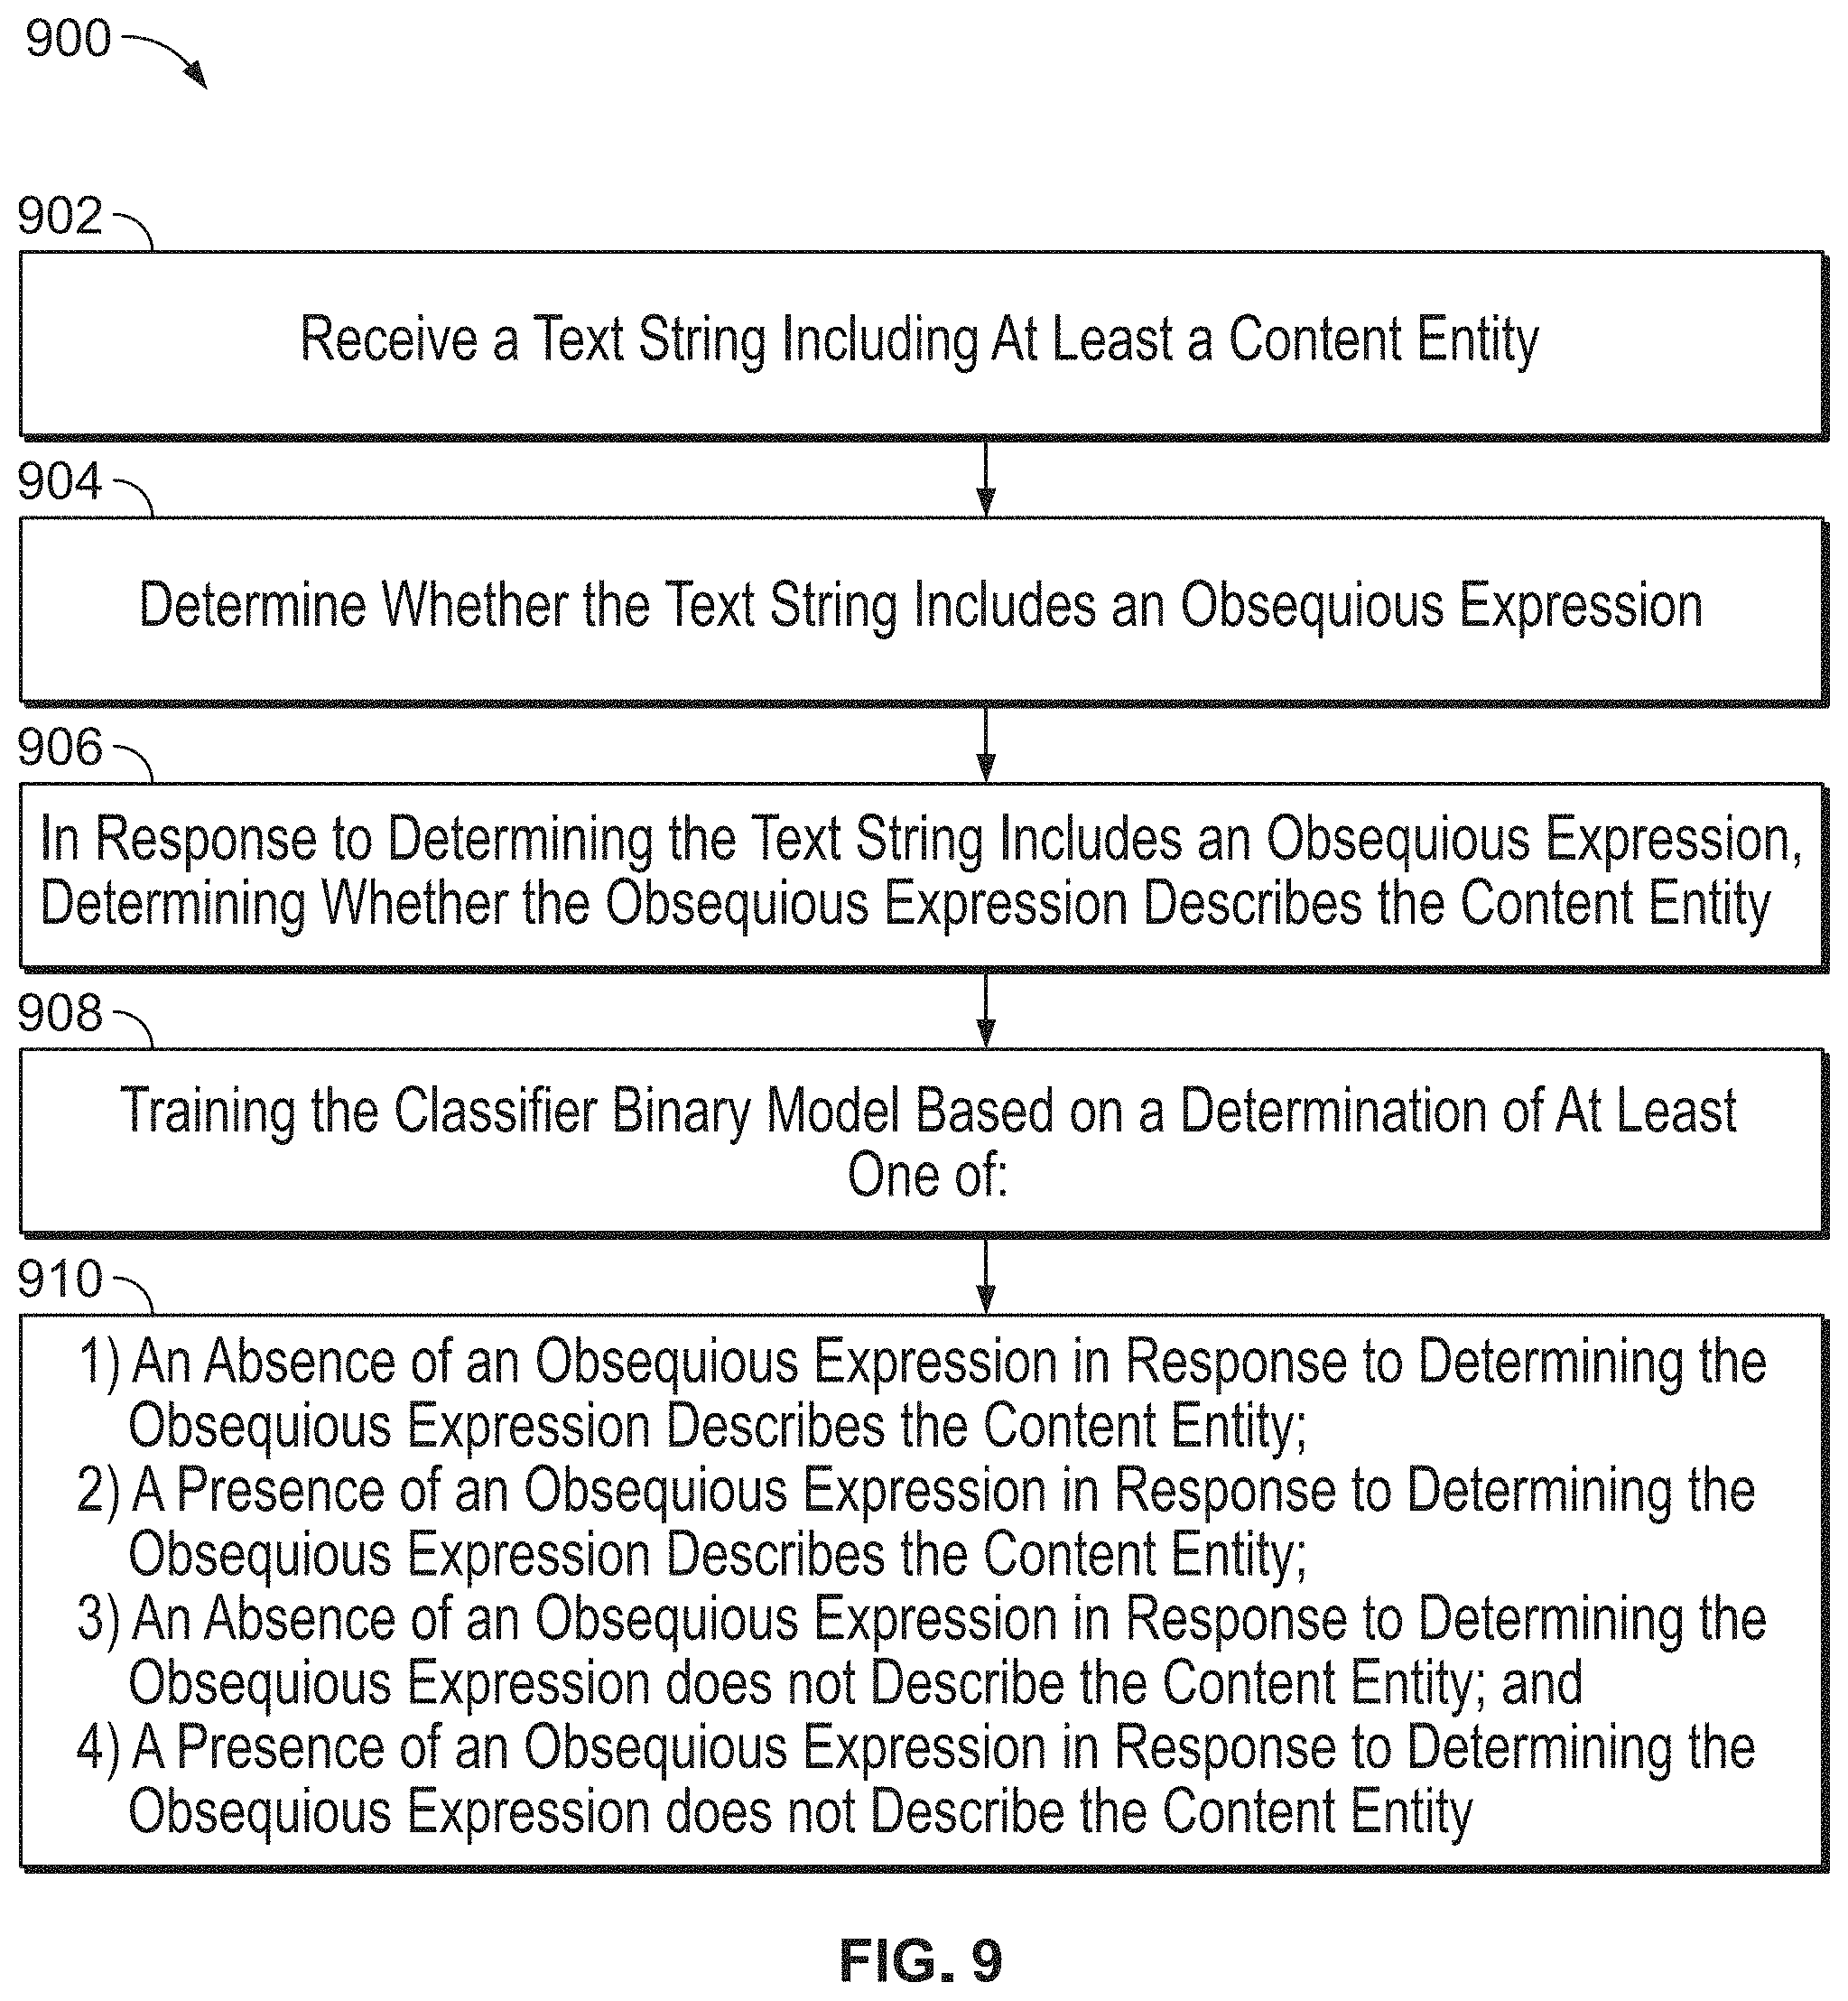 900
902
Receive a Text String Including At Least a Content Entity
904
Determine Whether the Text String Includes an Obsequious Expression
906
In Response to Determining the Text String Includes an Obsequious Expression,
Determining Whether the Obsequious Expression Describes the Content Entity
908
Training the Classifier Binary Model Based on a Determination of At Least
One of:
910
1) An Absence of an Obsequious Expression in Response to Determining the
Obsequious Expression Describes the Content Entity;
2) A Presence of an Obsequious Expression in Response to Determining the
Obsequious Expression Describes the Content Entity;
3) An Absence of an Obsequious Expression in Response to Determining the
Obsequious Expression does not Describe the Content Entity; and
4) A Presence of an Obsequious Expression in Response to Determining the
Obsequious Expression does not Describe the Content Entity
FIG. 9